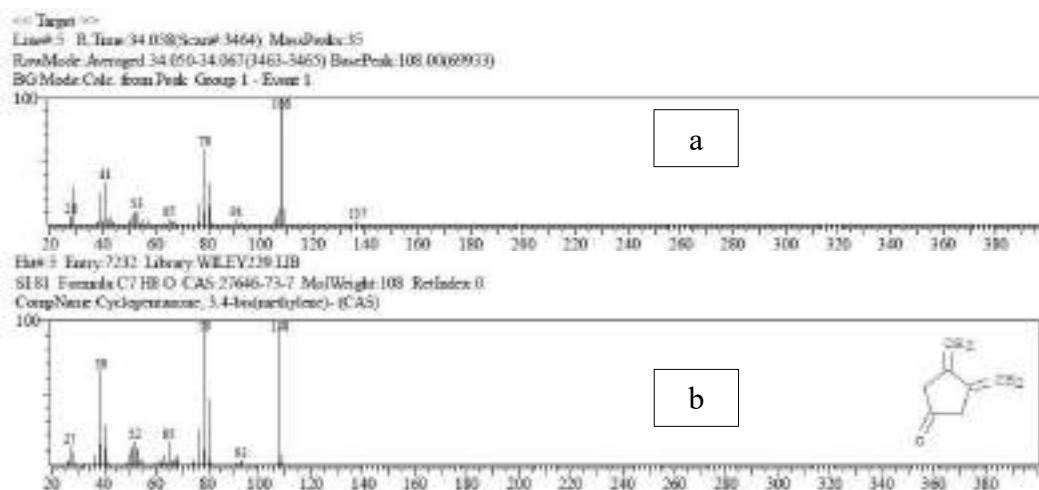 << Target >>
Line#:5 R.Time:34.058(Scan#:3464) MassPeaks:35
RawMode:Averaged 34.050-34.067(3463-3465) BasePeak:108.00(69933)
BG Mode:Calc. from Peak Group 1 - Event 1
100
108
a
79
41
53
91
137
20 40 60 80 100 120 140 160 180 200 220 240 260 280 300 320 340 360 380
Hit#:5 Entry:7232 Library:WILEY229.LIB
SI:81 Formula:C7 H8 O CAS:27646-73-7 MolWeight:108 RetIndex:0
CompName:Cyclopentanone, 3,4-bis(methylene)- (CAS)
100
79
108
39
b
CH2
CH2
27
52
65
O
20 40 60 80 100 120 140 160 180 200 220 240 260 280 300 320 340 360 380